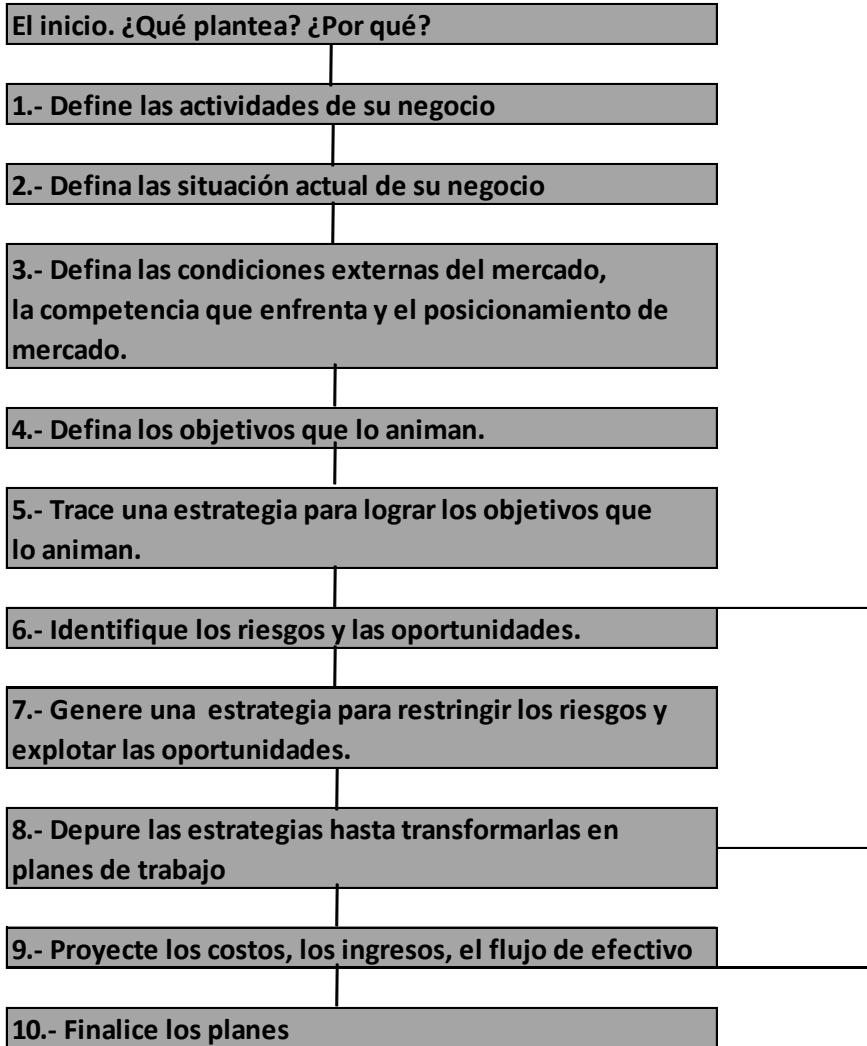 El inicio. ¿Qué plantea? ¿Por qué?
1.- Define las actividades de su negocio
2.- Defina las situación actual de su negocio
3.- Defina las condiciones externas del mercado,
la competencia que enfrenta y el posicionamiento de
mercado.
4.- Defina los objetivos que lo animan.
5.- Trace una estrategia para lograr los objetivos que
lo animan.
6.- Identifique los riesgos y las oportunidades.
7.- Genere una estrategia para restringir los riesgos y
explotar las oportunidades.
8.- Depure las estrategias hasta transformarlas en
planes de trabajo
9.- Proyecte los costos, los ingresos, el flujo de efectivo
10.- Finalice los planes